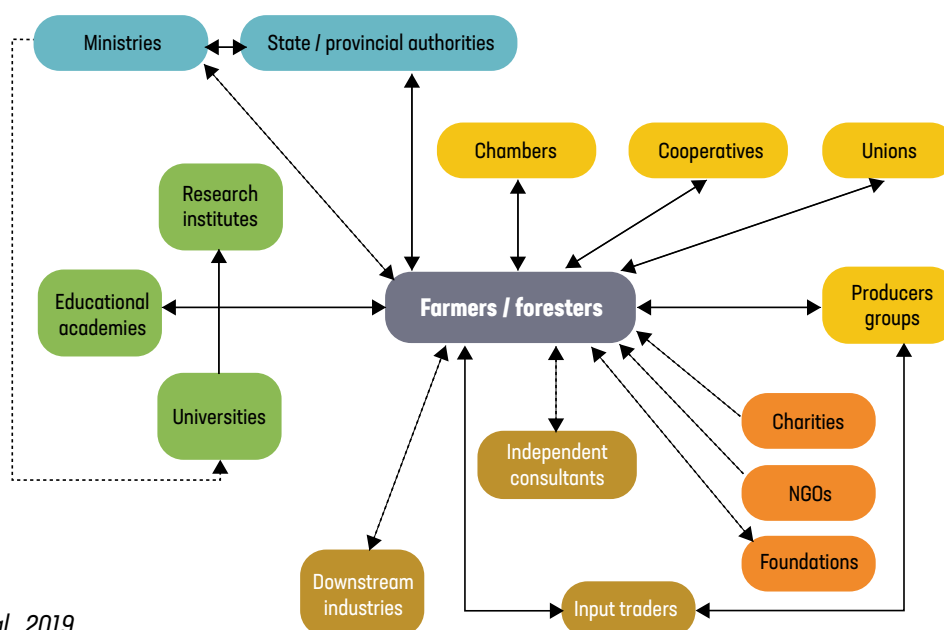 Ministries
State / provincial authorities
Chambers
Cooperatives
Unions
Research
institutes
Educational
academies
Farmers / foresters
Producers
groups
Universities
Charities
Independent
consultants
NGOs
Foundations
Downstream
industries
Input traders
2019